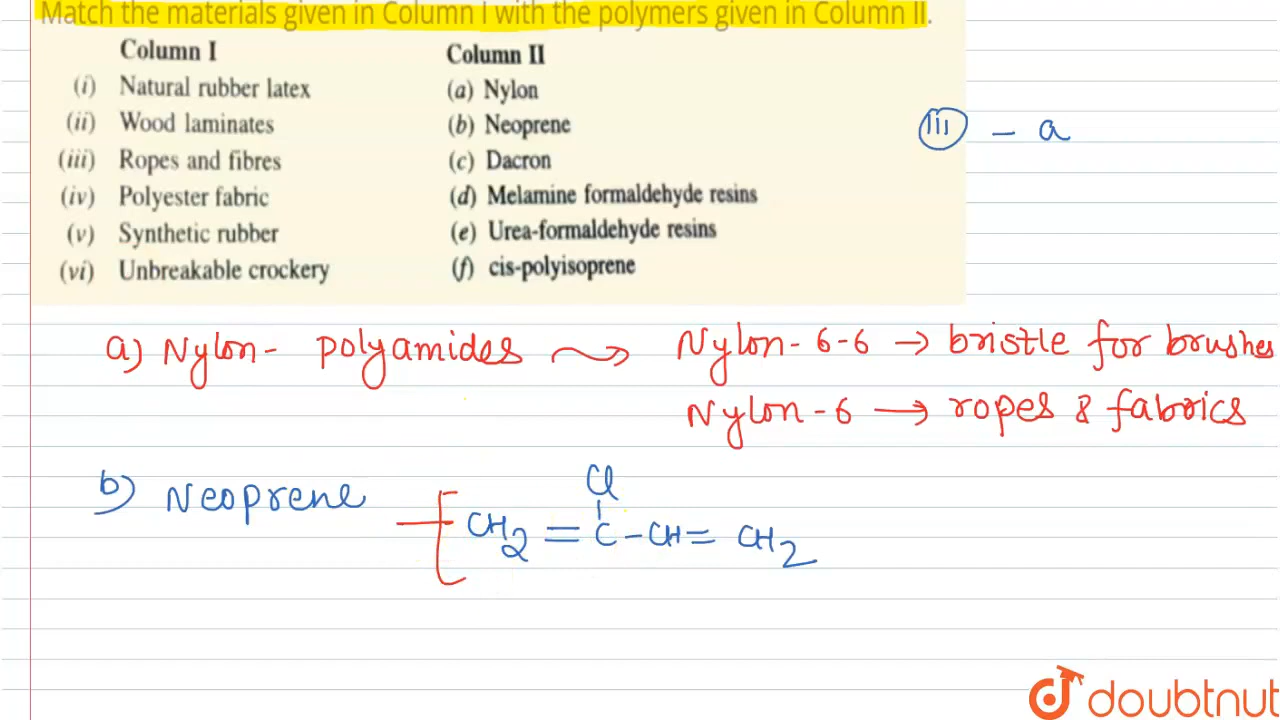 Match the materials given in Column I with the polymers given in Column II.
Column I Column II
(i) Natural rubber latex (a) Nylon
(ii) Wood laminates (b) Neoprene
(iii) Ropes and fibres (c) Dacron
(iv) Polyester fabric (d) Melamine formaldehyde resins
(v) Synthetic rubber (e) Urea-formaldehyde resins
(vi) Unbreakable crockery (f) cis-polyisoprene
iii - a
a) Nylon - polyamides → Nylon-6-6 → bristle for brushes
Nylon-6 → ropes & fabrics
b) Neoprene
Cl
[CH2 = C - CH = CH2
doubtnut